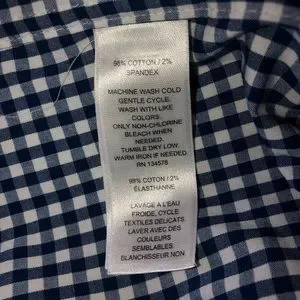 98% COTTON / 2%
SPANDEX
MACHINE WASH COLD
GENTLE CYCLE.
WASH WITH LIKE
COLORS.
ONLY NON-CHLORINE
BLEACH WHEN
NEEDED.
TUMBLE DRY LOW.
WARM IRON IF NEEDED.
RN 134576
98% COTON / 2%
ÉLASTHANNE
LAVAGE A L'EAU
FROIDE, CYCLE
TEXTILES DELICATS.
LAVER AVEC DES
COULEURS
SEMBLABLES
BLANCHISSEUR NON